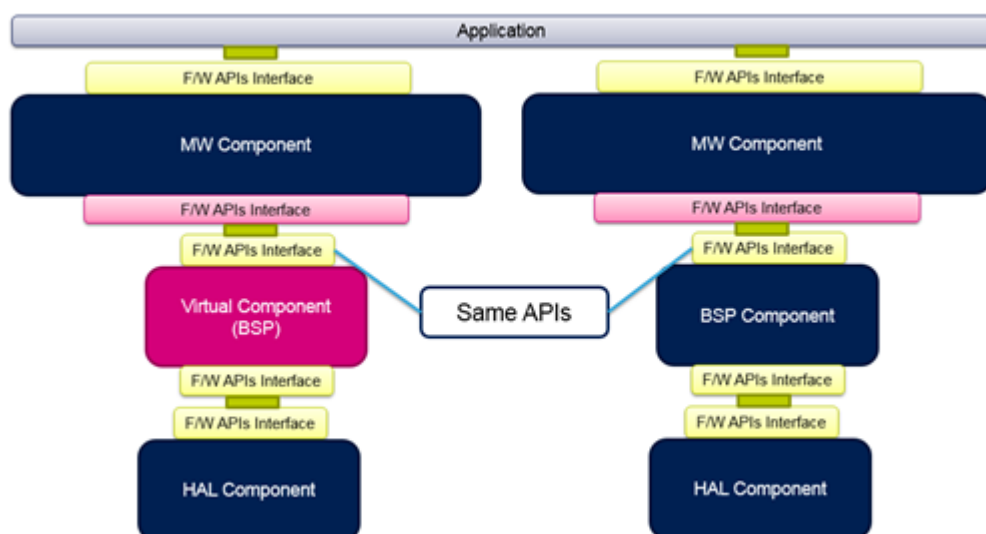 Application
F/W APIs Interface
F/W APIs Interface
MW Component
MW Component
F/W APIs Interface
F/W APIs Interface
F/W APIs Interface
F/W APIs Interface
Virtual Component
(BSP)
Same APIs
BSP Component
F/W APIs Interface
F/W APIs Interface
F/W APIs Interface
F/W APIs Interface
HAL Component
HAL Component